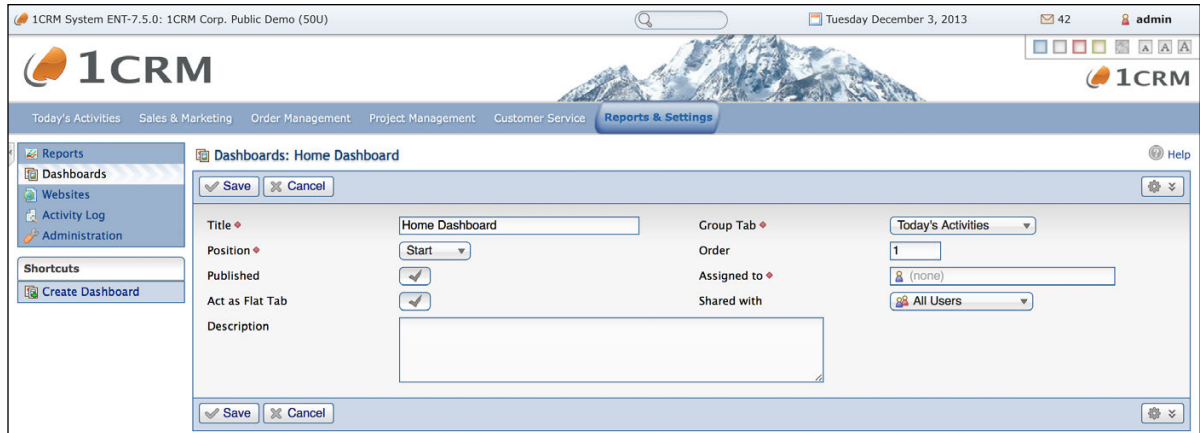 1CRM System ENT-7.5.0: 1CRM Corp. Public Demo (50U) Tuesday December 3, 2013 42 admin
A A A
1CRM 1CRM
Today's Activities Sales & Marketing Order Management Project Management Customer Service Reports & Settings
Reports
Dashboards
Websites
Activity Log
Administration
Shortcuts
Create Dashboard
Dashboards: Home Dashboard Help
Save Cancel
Title Home Dashboard Group Tab Today's Activities
Position Start Order 1
Published Assigned to (none)
Act as Flat Tab Shared with All Users
Description
Save Cancel